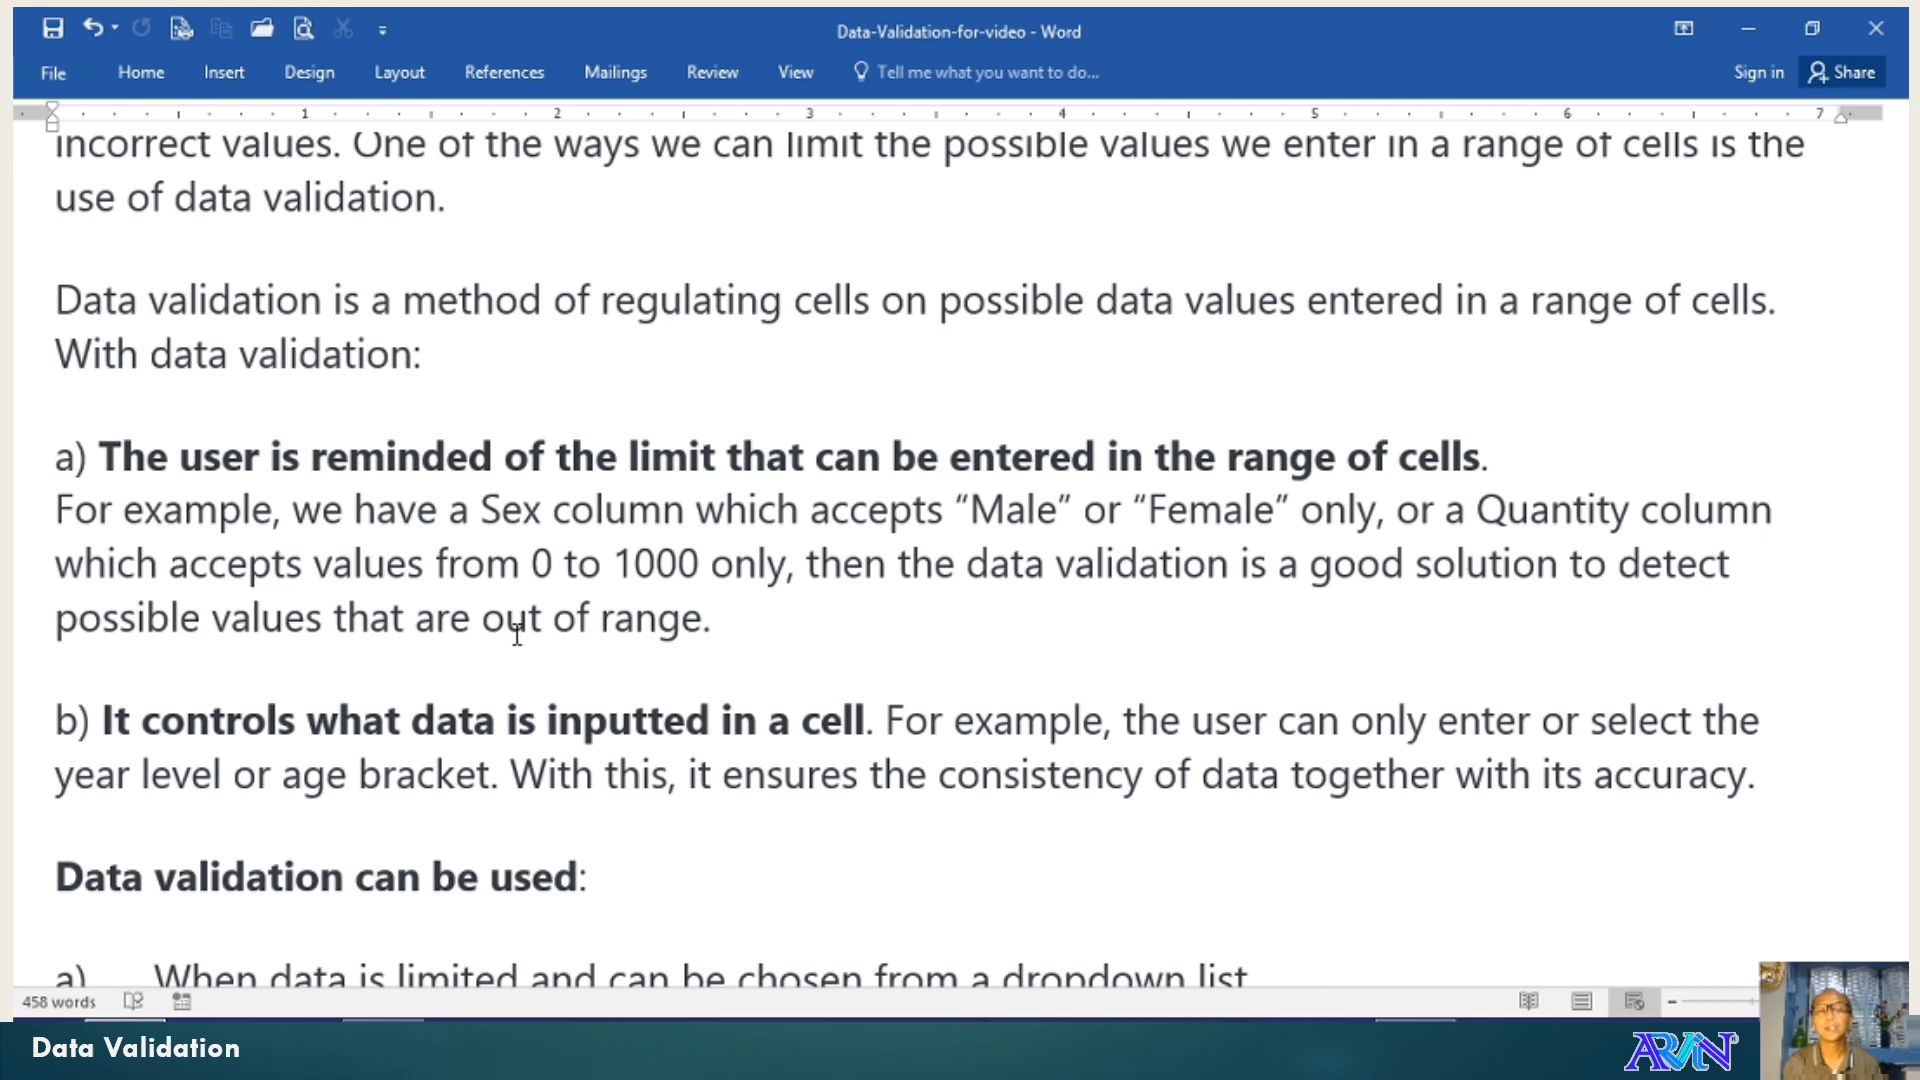 Data-Validation-for-video - Word
File Home Insert Design Layout References Mailings Review View Tell me what you want to do... Sign in Share
1 2 3 4 5 6 7
incorrect values. One of the ways we can limit the possible values we enter in a range of cells is the
use of data validation.
Data validation is a method of regulating cells on possible data values entered in a range of cells.
With data validation:
a) The user is reminded of the limit that can be entered in the range of cells.
For example, we have a Sex column which accepts “Male” or “Female” only, or a Quantity column
which accepts values from 0 to 1000 only, then the data validation is a good solution to detect
possible values that are out of range.
b) It controls what data is inputted in a cell. For example, the user can only enter or select the
year level or age bracket. With this, it ensures the consistency of data together with its accuracy.
Data validation can be used:
a) When data is limited and can be chosen from a dropdown list
458 words
Data Validation
ARVIN